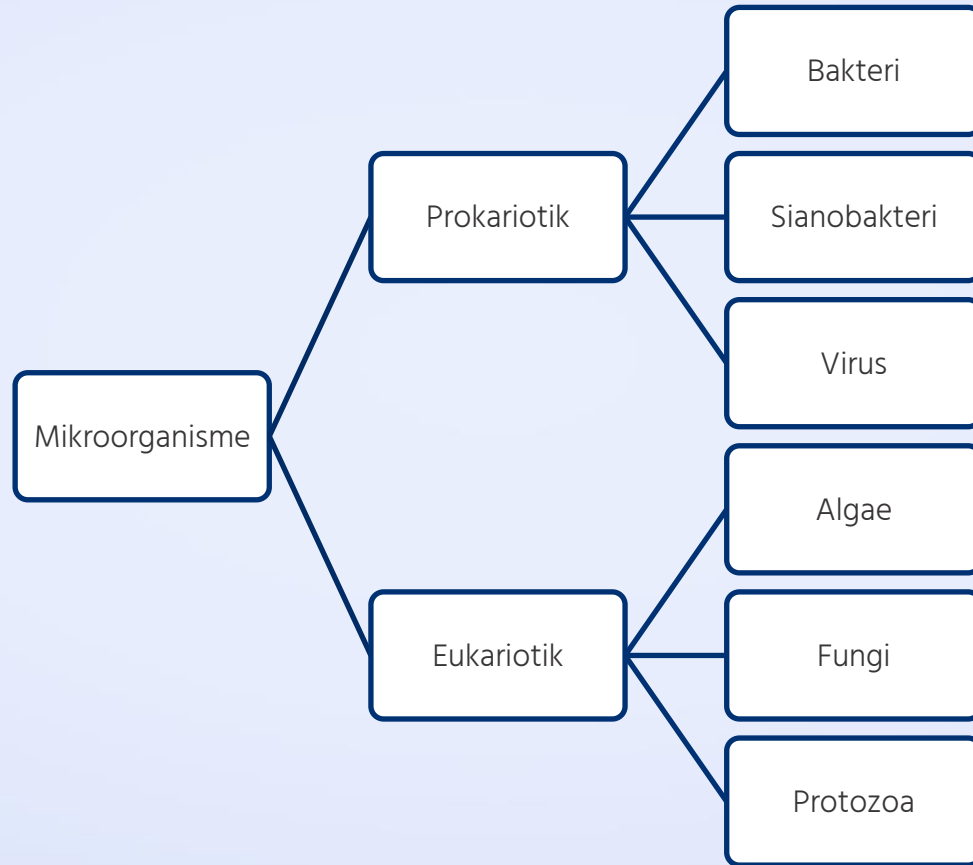 Bakteri
Prokariotik
Sianobakteri
Virus
Mikroorganisme
Algae
Eukariotik
Fungi
Protozoa